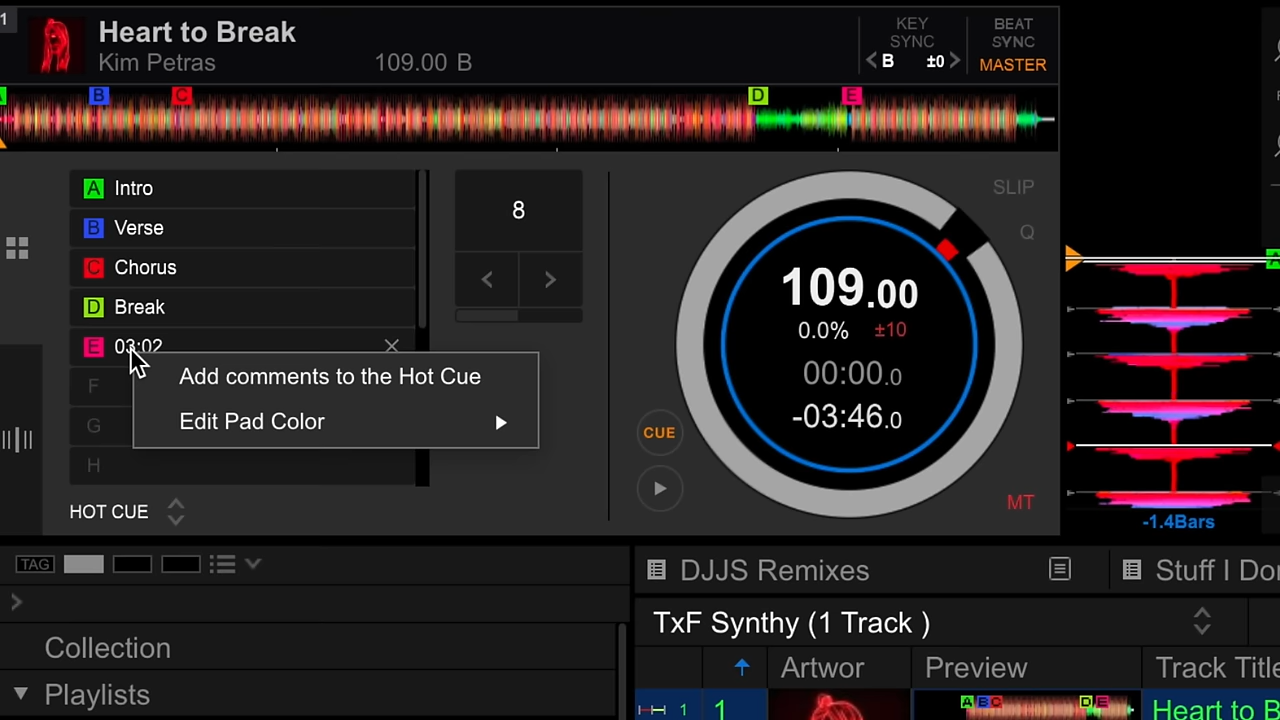 1
Heart to Break
Kim Petras
109.00 B
KEY
SYNC
B ±0
BEAT
SYNC
MASTER
A B C D E
A Intro
B Verse
C Chorus
D Break
E 03:02
F
G
H
Add comments to the Hot Cue
Edit Pad Color
8
HOT CUE
CUE
109.00
0.0% ±10
00:00.0
-03:46.0
SLIP
Q
MT
A
-1.4Bars
TAG
Collection
Playlists
DJJS Remixes
Stuff I Do
TxF Synthy (1 Track )
Artwor
Preview
Track Title
1
1
A B C D E
Heart to B